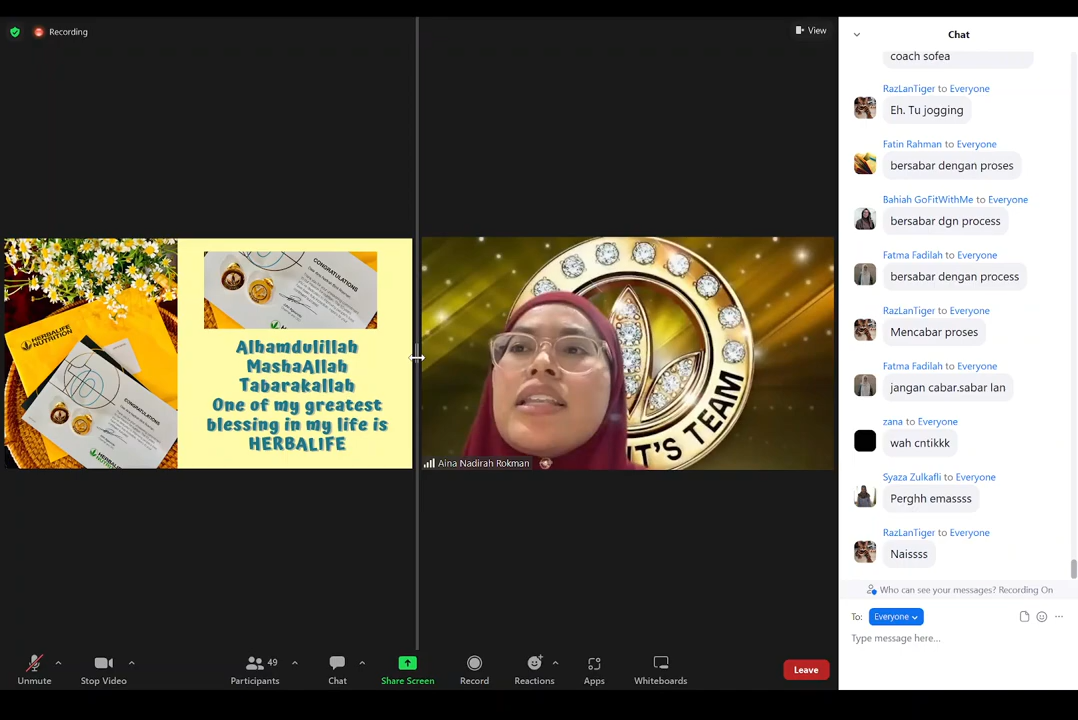 Recording
View
HERBALIFE
NUTRITION
CONGRATULATIONS
CONGRATULATIONS
Alhamdulillah
MashaAllah
Tabarakallah
One of my greatest
blessing in my life is
HERBALIFE
IT'S TEAM
Aina Nadirah Rokman
Chat
coach sofea
RazLanTiger to Everyone
Eh. Tu jogging
Fatin Rahman to Everyone
bersabar dengan proses
Bahiah GoFitWithMe to Everyone
bersabar dgn process
Fatma Fadilah to Everyone
bersabar dengan process
RazLanTiger to Everyone
Mencabar proses
Fatma Fadilah to Everyone
jangan cabar.sabar lan
zana to Everyone
wah cntikkk
Syaza Zulkafli to Everyone
Perghh emassss
RazLanTiger to Everyone
Naissss
Who can see your messages? Recording On
To: Everyone
Type message here...
Unmute
Stop Video
49
Participants
Chat
Share Screen
Record
Reactions
Apps
Whiteboards
Leave